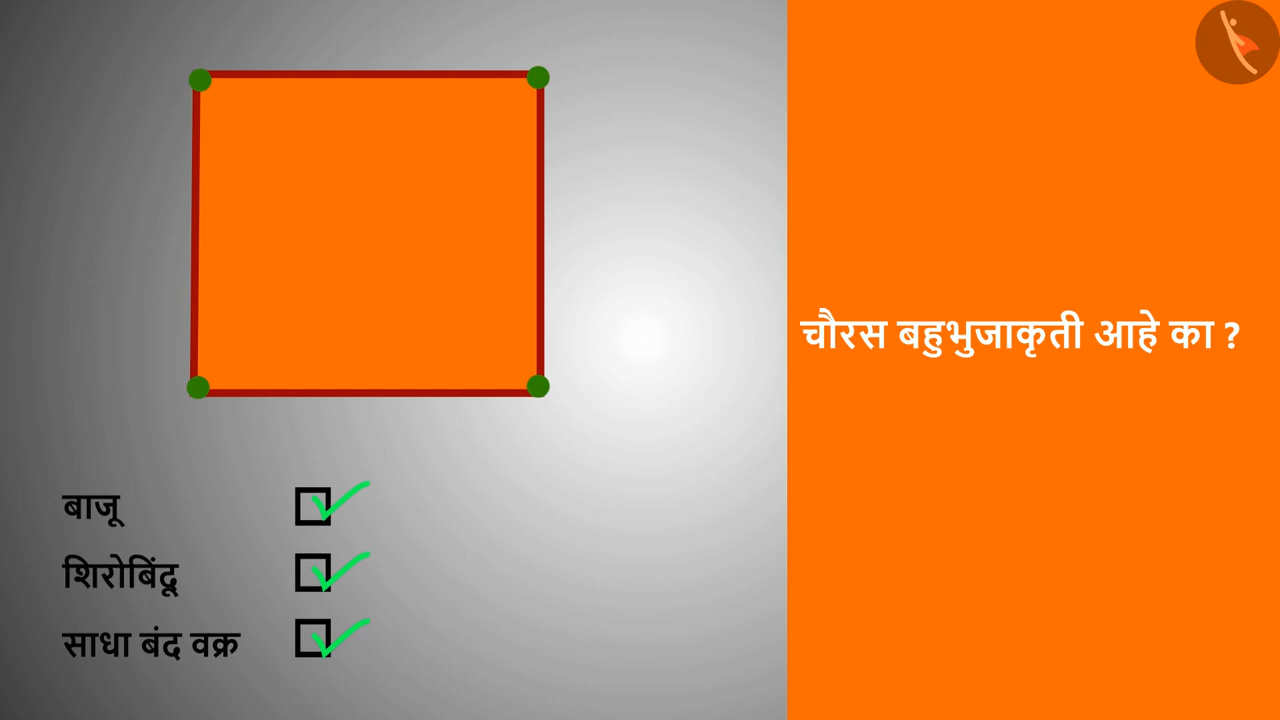 चौरस बहुभुजाकृती आहे का ?
बाजू
शिरोबिंदू
साधा बंद वक्र